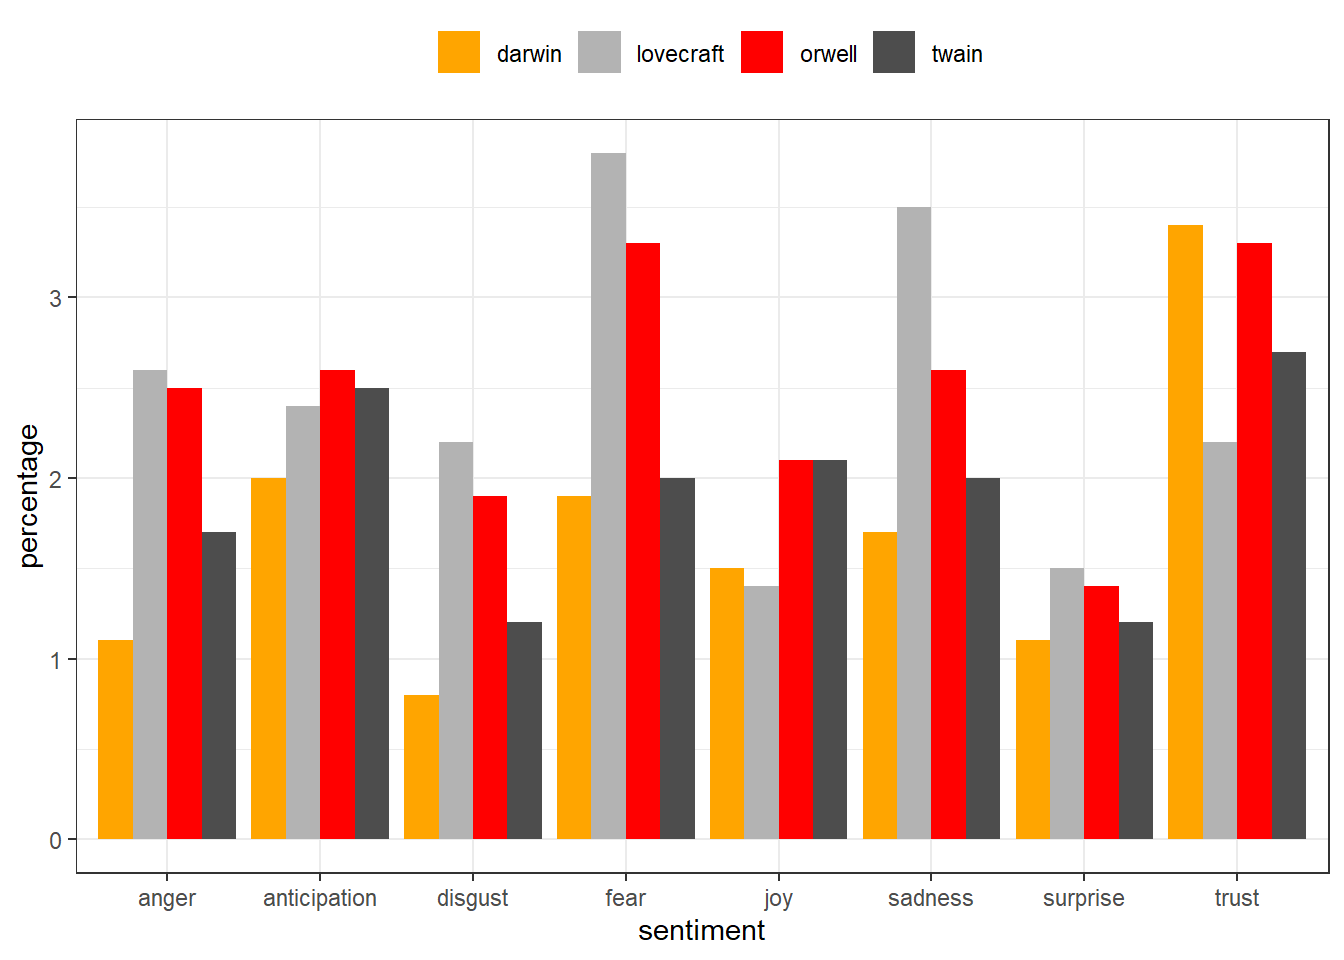 darwin lovecraft orwell twain
percentage
3
2
1
0
anger anticipation disgust fear joy sadness surprise trust
sentiment